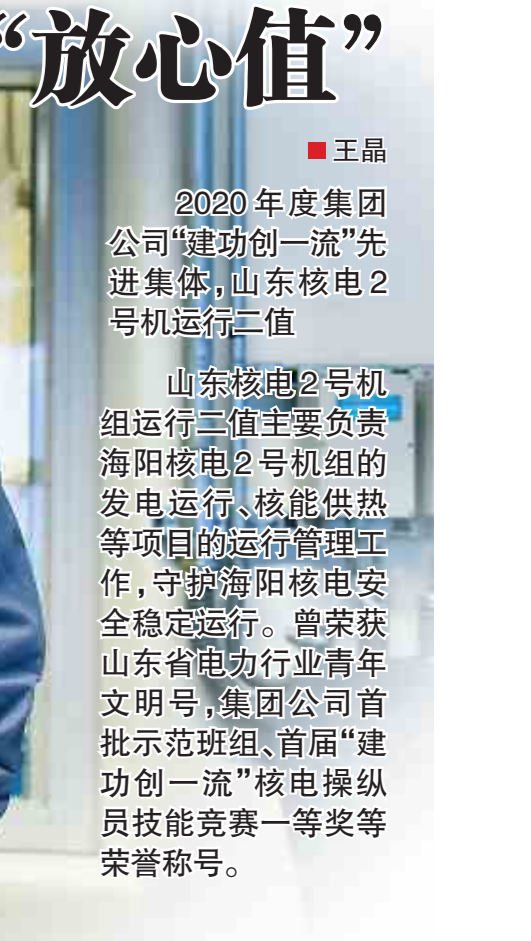 “放心值”
■ 王晶
2020年度集团
公司“建功创一流”先
进集体，山东核电2
号机运行二值
山东核电2号机
组运行二值主要负责
海阳核电2号机组的
发电运行、核能供热
等项目的运行管理工
作，守护海阳核电安
全稳定运行。曾荣获
山东省电力行业青年
文明号，集团公司首
批示范班组、首届“建
功创一流”核电操纵
员技能竞赛一等奖等
荣誉称号。